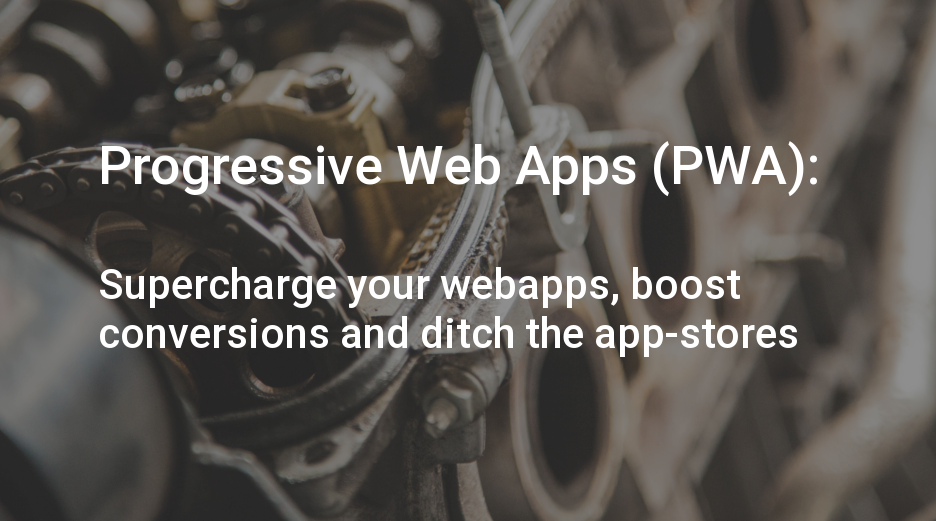 Progressive Web Apps (PWA):
Supercharge your webapps, boost
conversions and ditch the app-stores